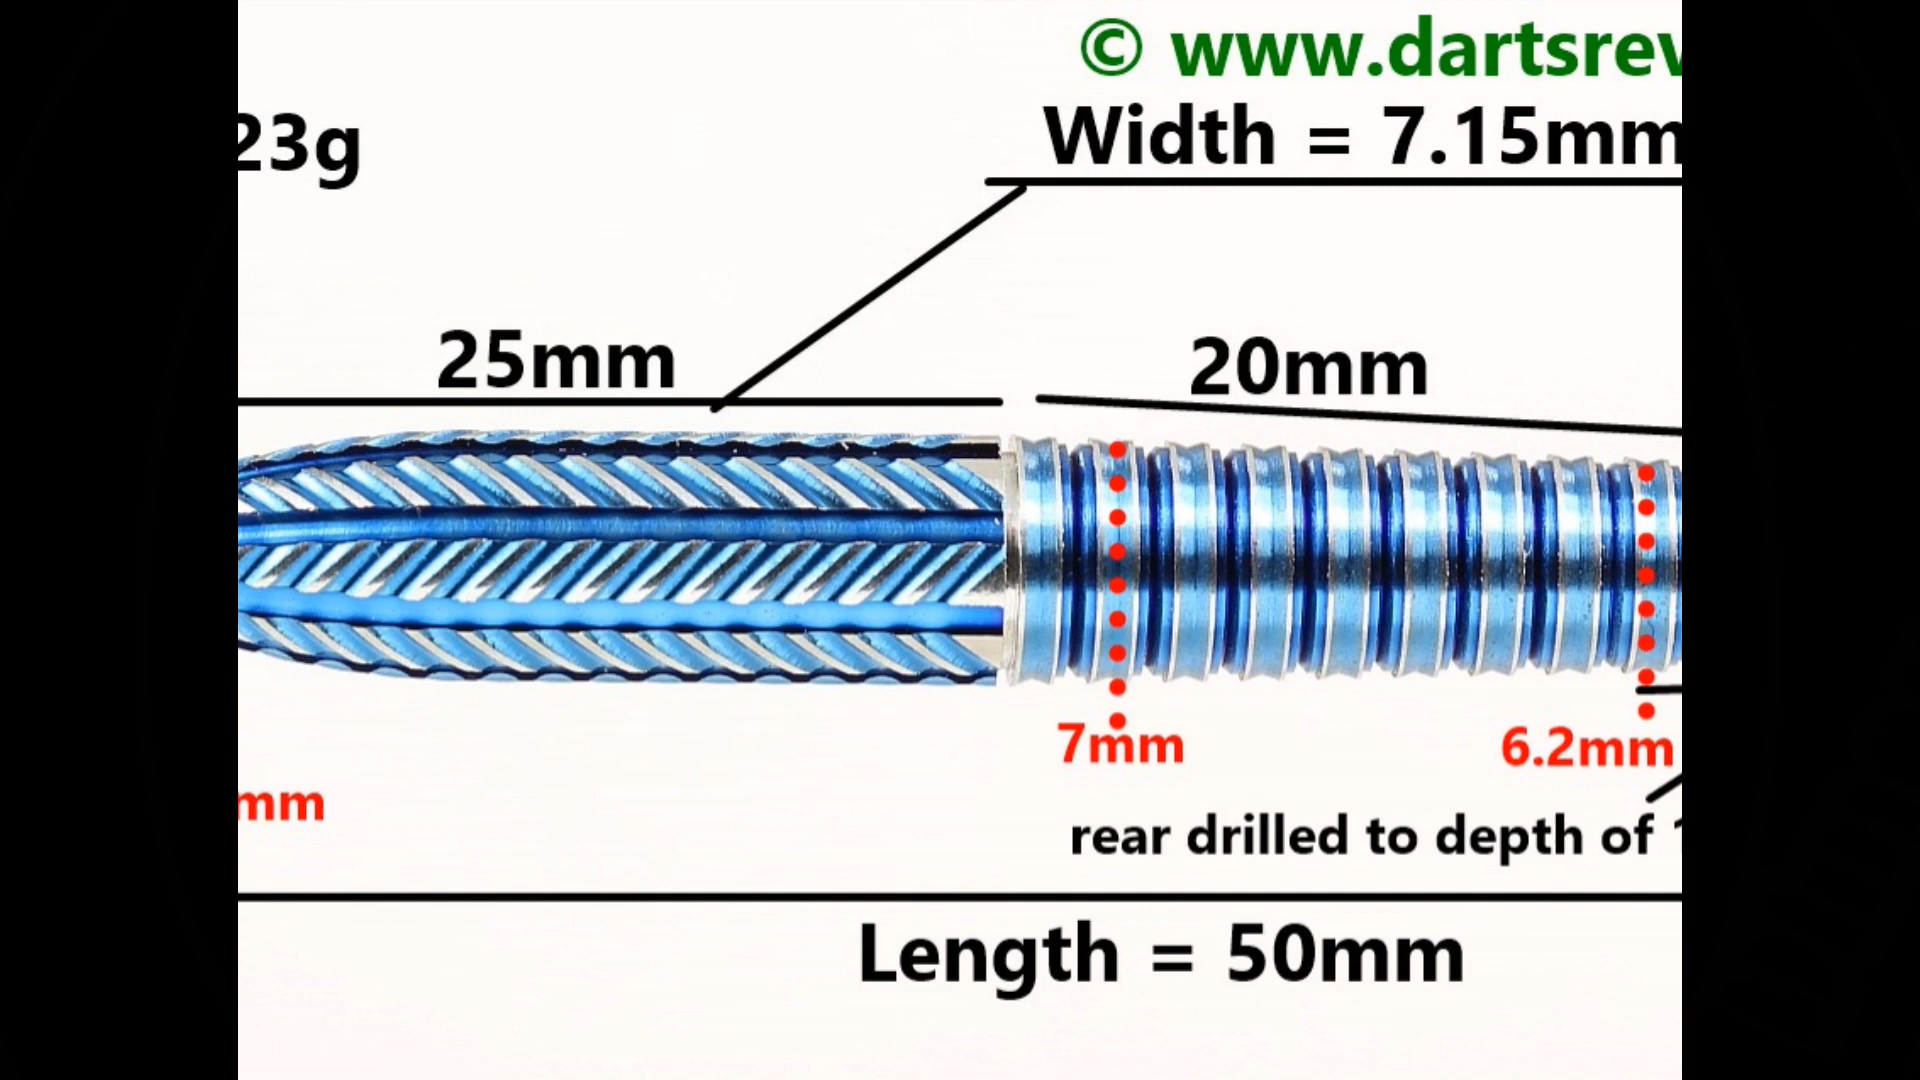 © www.dartsrev
23g
Width = 7.15mm
25mm
20mm
7mm
6.2mm
mm
rear drilled to depth of
Length = 50mm